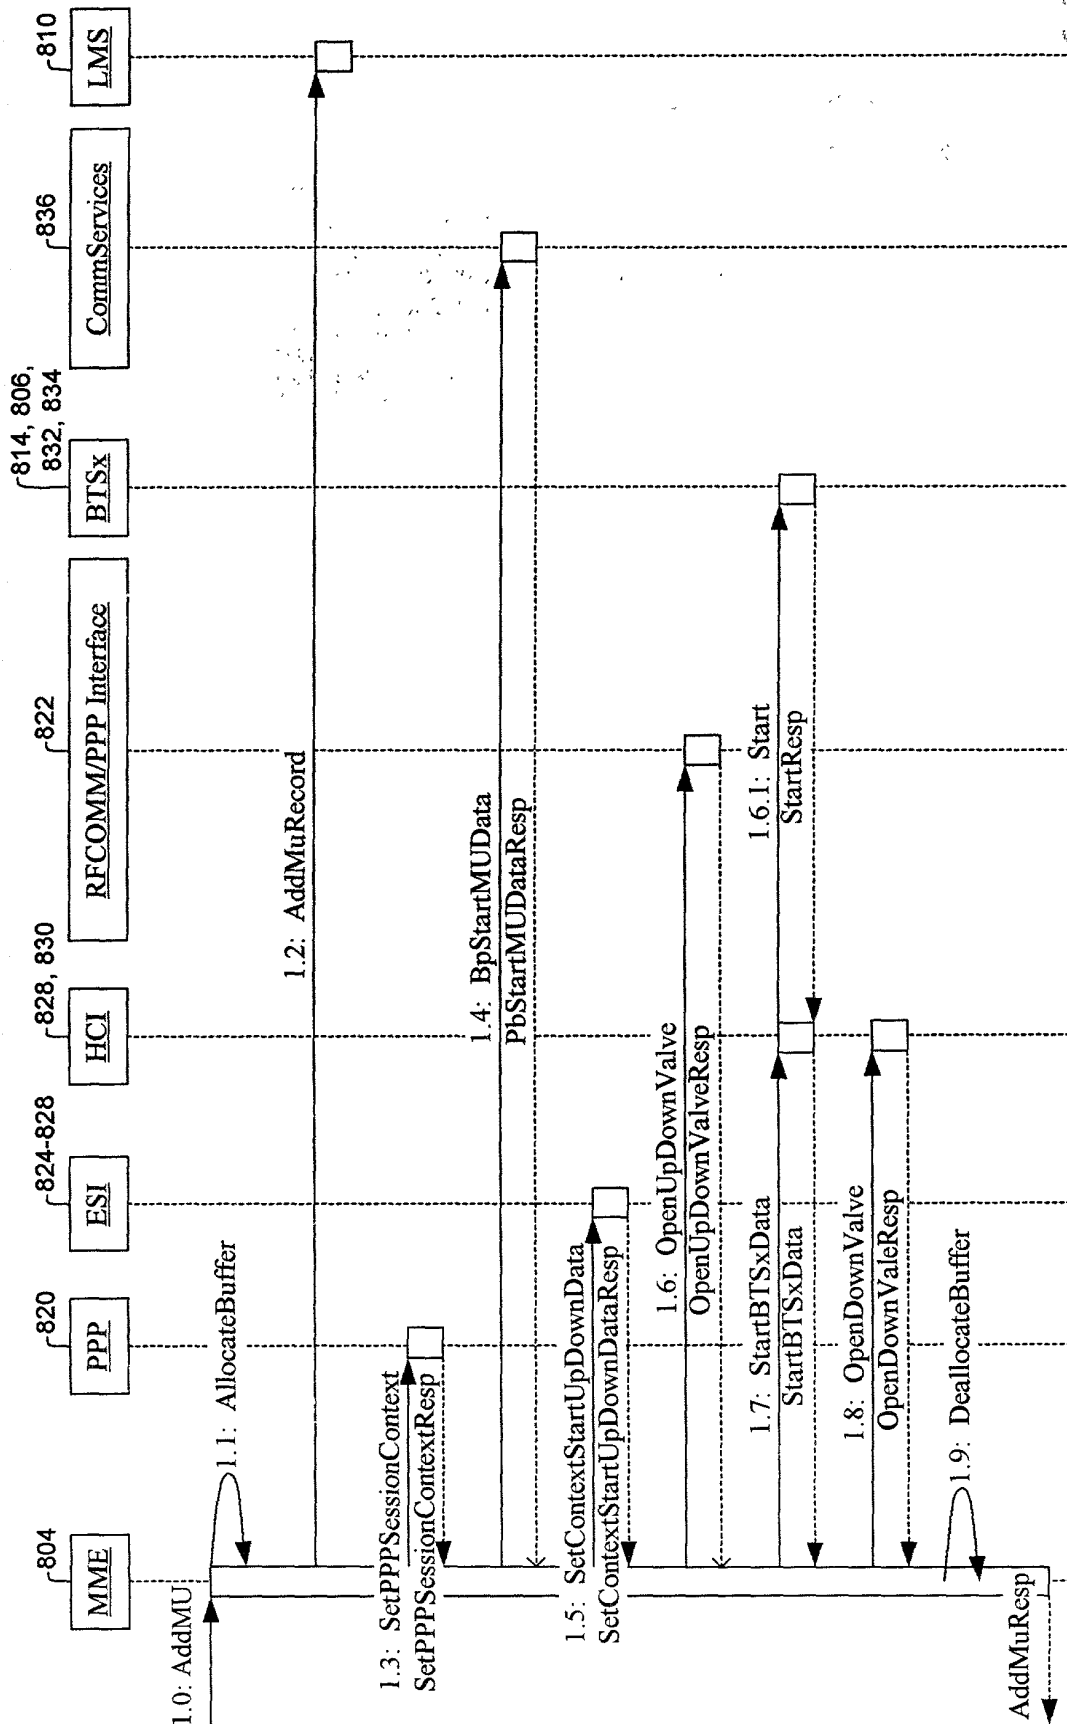 804
MME
820
PPP
824-828
ESI
828, 830
HCI
822
RFCOMM/PPP Interface
814, 806,
832, 834
BTSx
836
CommServices
810
LMS
1.0: AddMU
1.1: AllocateBuffer
1.2: AddMuRecord
1.3: SetPPPSessionContext
SetPPPSessionContextResp
1.4: BpStartMUData
PbStartMUDataResp
1.5: SetContextStartUpDownData
SetContextStartUpDownDataResp
1.6: OpenUpDownValve
OpenUpDownValveResp
1.7: StartBTSxData
StartBTSxData
1.6.1: Start
StartResp
1.8: OpenDownValve
OpenDownValeResp
1.9: DeallocateBuffer
AddMuResp